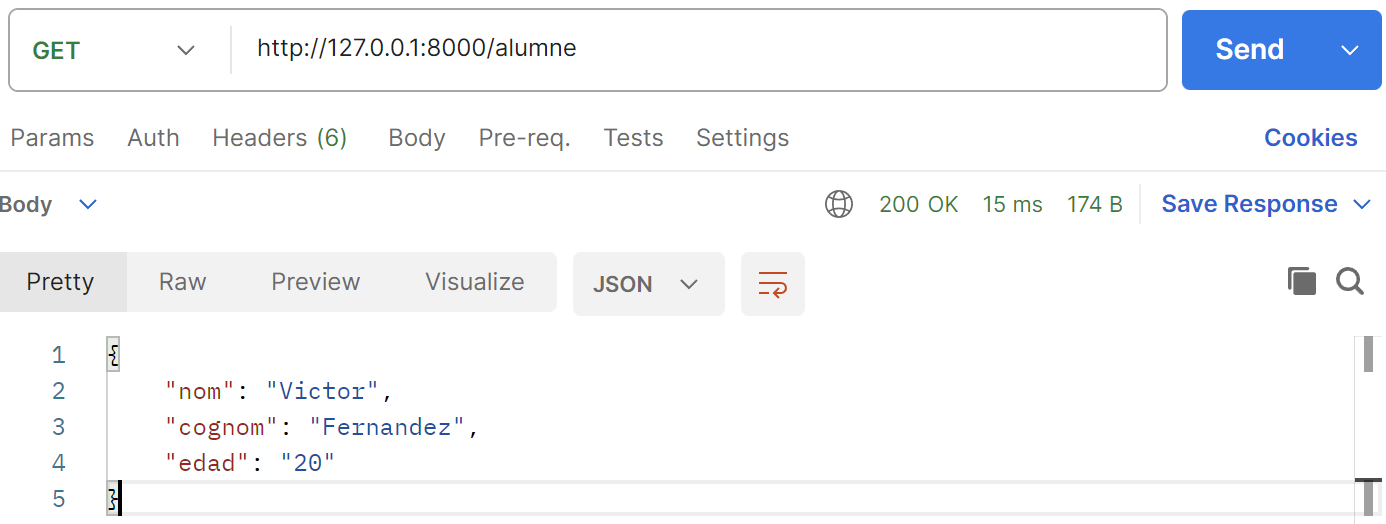 GET http://127.0.0.1:8000/alumne Send
Params Auth Headers (6) Body Pre-req. Tests Settings Cookies
Body 200 OK 15 ms 174 B Save Response
Pretty Raw Preview Visualize JSON
1 {
2 "nom": "Victor",
3 "cognom": "Fernandez",
4 "edad": "20"
5 }